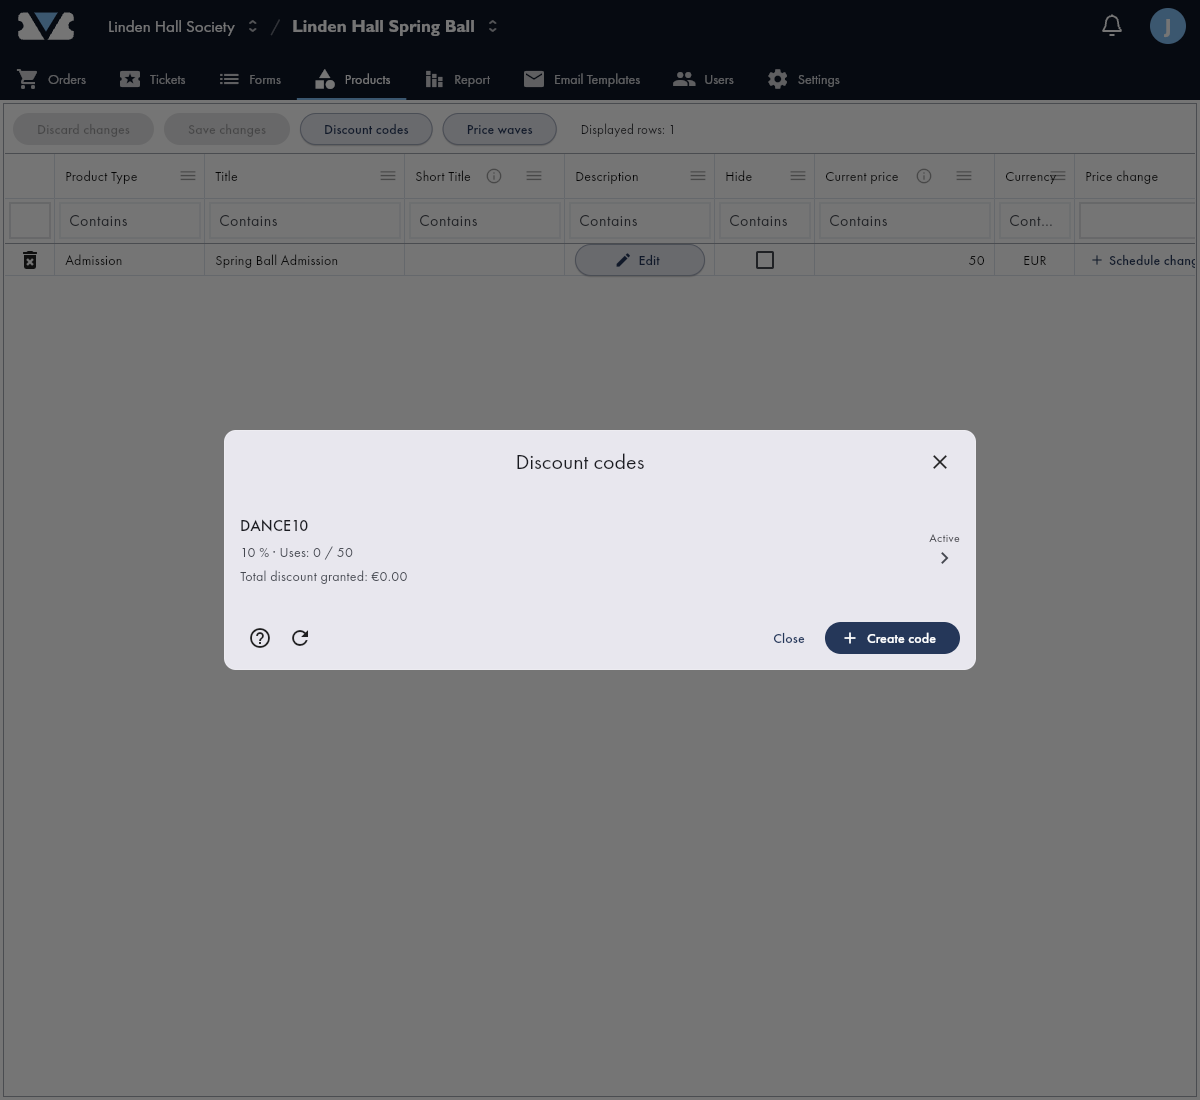 Linden Hall Society / Linden Hall Spring Ball
J
Orders Tickets Forms Products Report Email Templates Users Settings
Discard changes Save changes Discount codes Price waves Displayed rows: 1
Product Type Title Short Title Description Hide Current price Currency Price change
Contains Contains Contains Contains Contains Contains Cont...
Admission Spring Ball Admission Edit 50 EUR + Schedule chang
Discount codes
DANCE10
10 % · Uses: 0 / 50
Active
Total discount granted: €0.00
Close + Create code